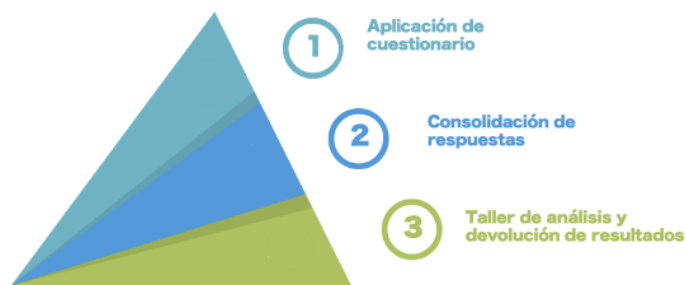 1
Aplicación de
cuestionario
2
Consolidación de
respuestas
3
Taller de análisis y
devolución de resultados